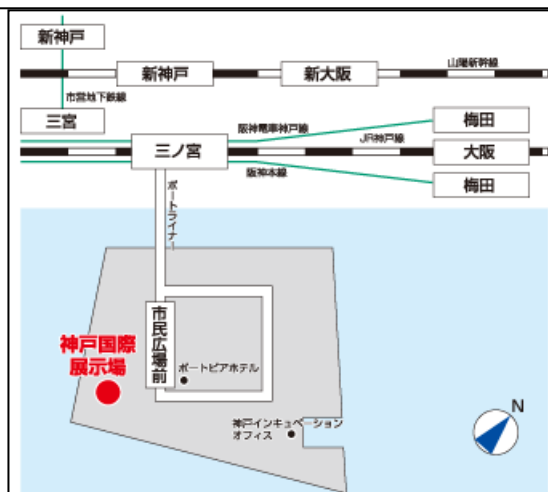 新神戸
新神戸
新大阪
山陽新幹線
市営地下鉄線
三宮
三ノ宮
阪神電車神戸線
JR神戸線
阪神本線
梅田
大阪
梅田
ポートライナー
市民広場前
神戸国際
展示場
ポートピアホテル
神戸インキュベーション
オフィス
N